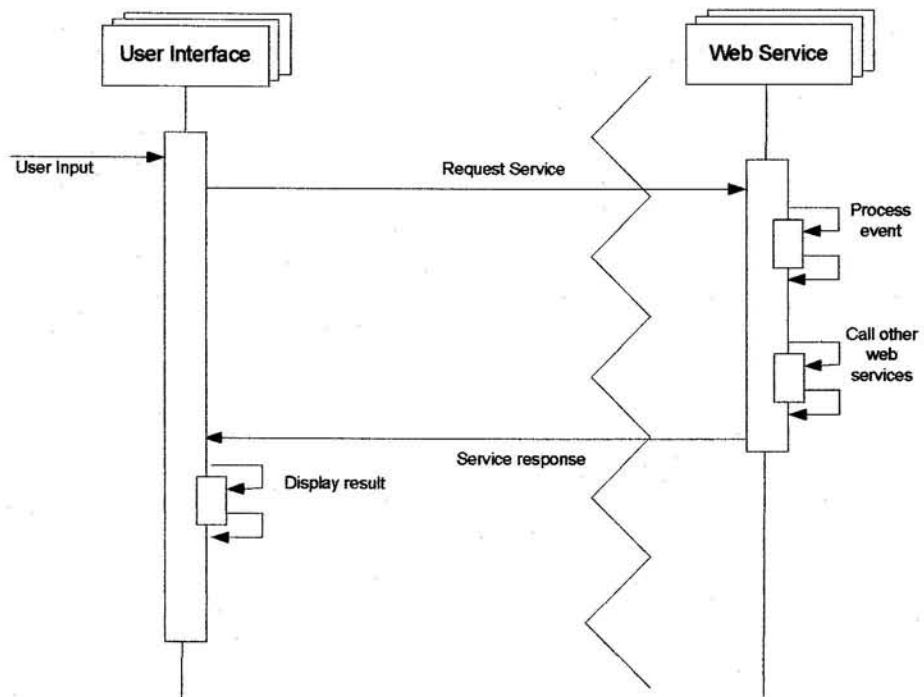 User Interface
Web Service
User Input
Request Service
Process
event
Call other
web
services
Service response
Display result